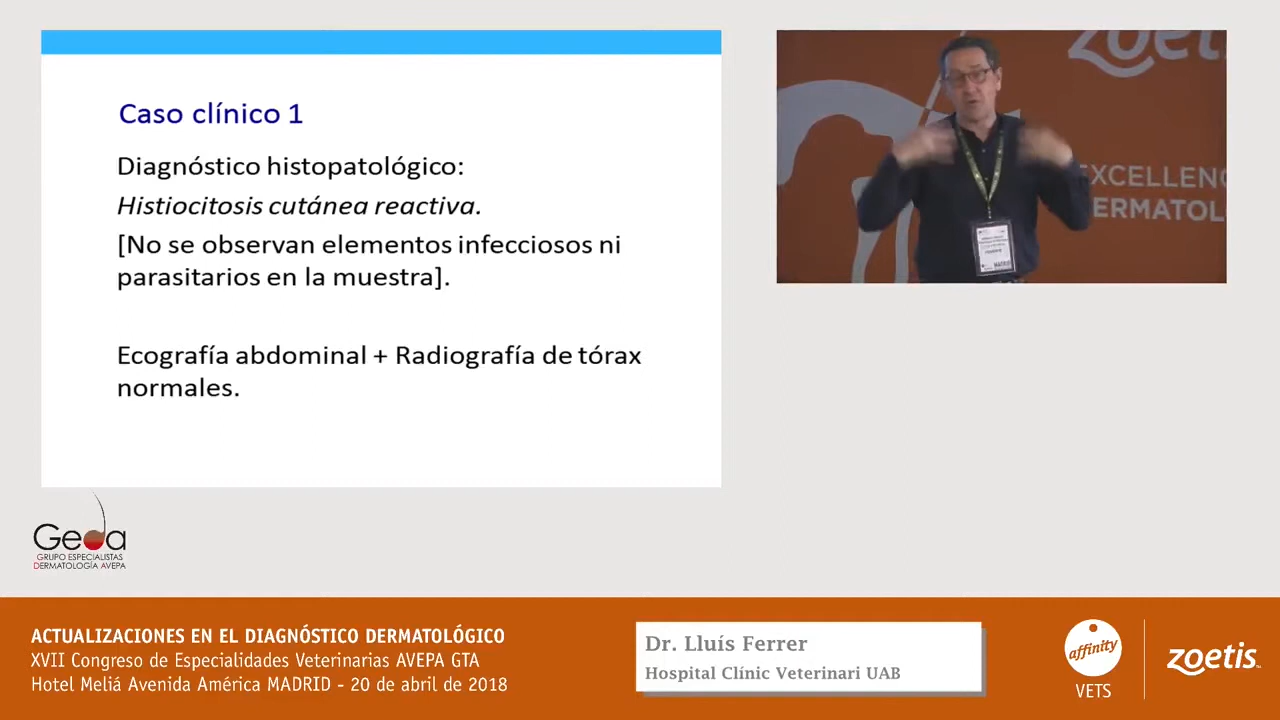 Caso clínico 1
Diagnóstico histopatológico:
Histiocitosis cutánea reactiva.
[No se observan elementos infecciosos ni
parasitarios en la muestra].
Ecografía abdominal + Radiografía de tórax
normales.
zoetis
EXCELLENC
DERMATOL
MADRID
Geda
GRUPO ESPECIALISTAS
DERMATOLOGÍA AVEPA
ACTUALIZACIONES EN EL DIAGNÓSTICO DERMATOLÓGICO
XVII Congreso de Especialidades Veterinarias AVEPA GTA
Hotel Meliá Avenida América MADRID - 20 de abril de 2018
Dr. Lluís Ferrer
Hospital Clínic Veterinari UAB
affinity
VETS
zoetis